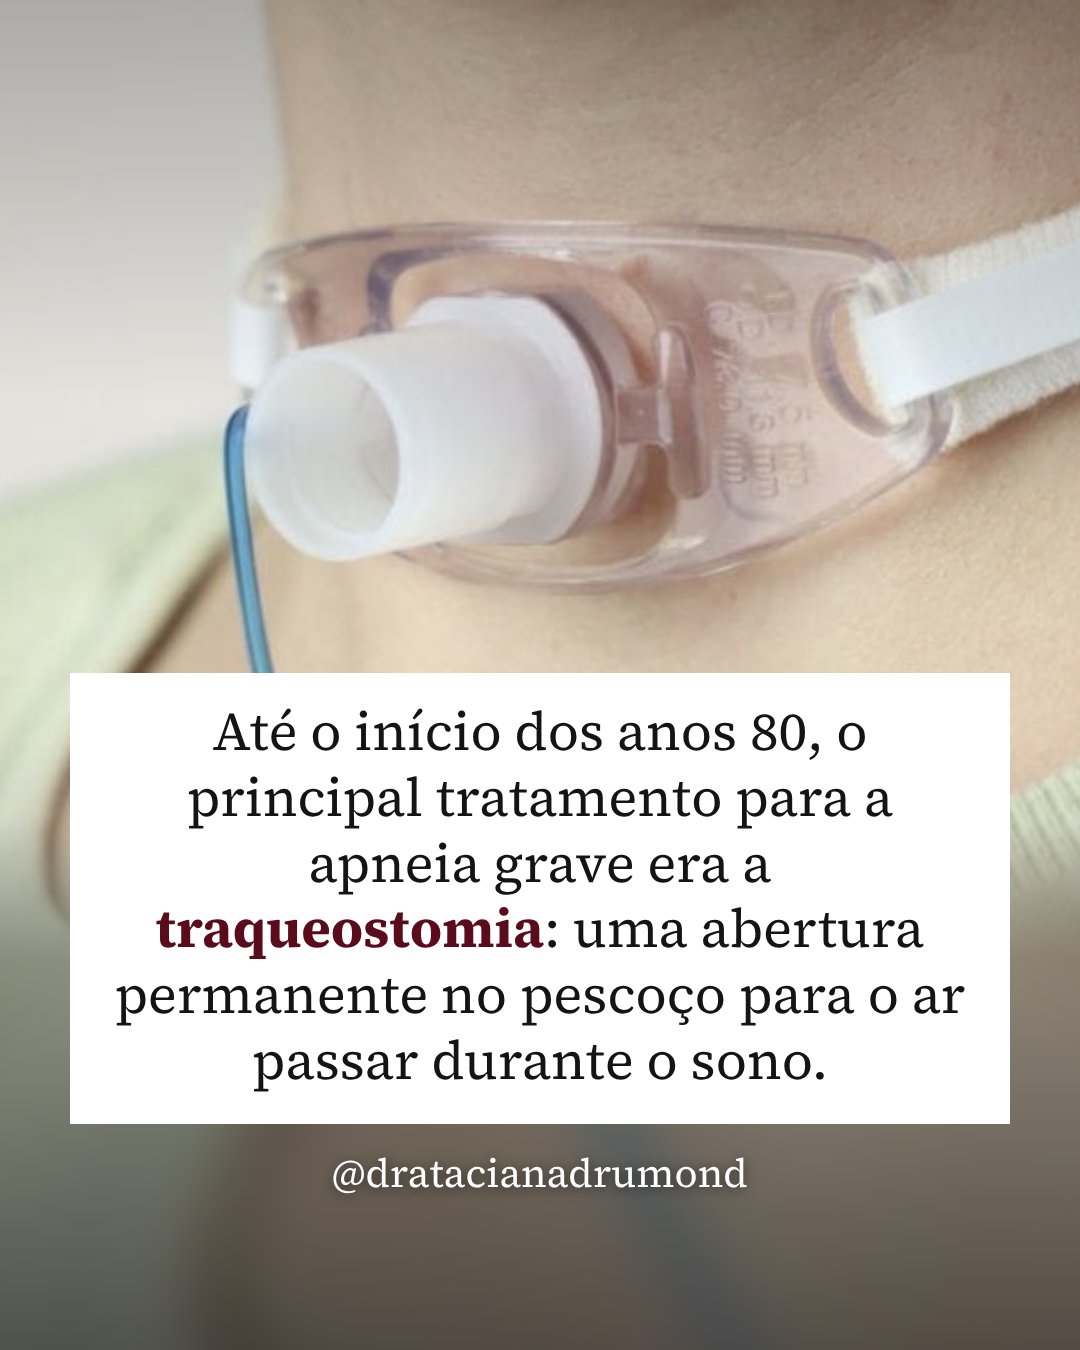 Até o início dos anos 80, o
principal tratamento para a
apneia grave era a
traqueostomia: uma abertura
permanente no pescoço para o ar
passar durante o sono.
@dratacianadrumond